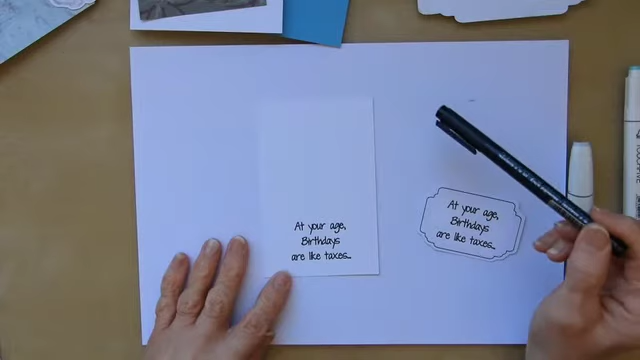 At your age,
Birthdays
are like taxes...
At your age,
Birthdays
are like taxes...